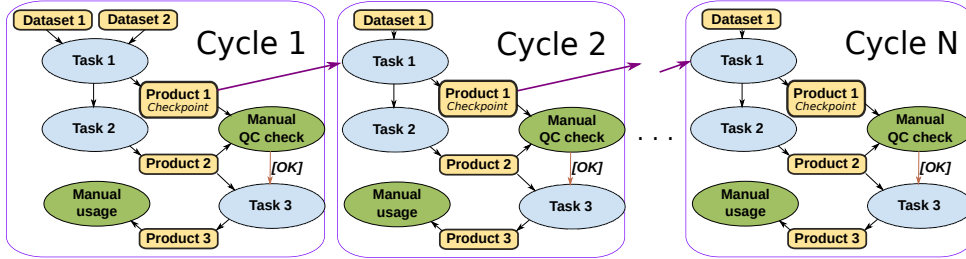 Dataset 1
Dataset 2
Cycle 1
Task 1
Product 1
Checkpoint
Task 2
Manual
QC check
Product 2
[OK]
Manual
usage
Task 3
Product 3
Dataset 1
Cycle 2
Task 1
Product 1
Checkpoint
Task 2
Manual
QC check
Product 2
[OK]
Manual
usage
Task 3
Product 3
. . .
Dataset 1
Cycle N
Task 1
Product 1
Checkpoint
Task 2
Manual
QC check
Product 2
[OK]
Manual
usage
Task 3
Product 3